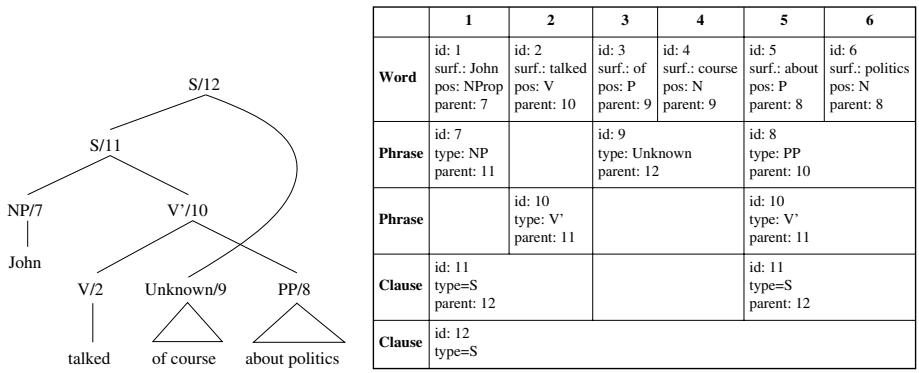 S/12
S/11
NP/7 V’/10
John
V/2 Unknown/9 PP/8
talked of course about politics
1 2 3 4 5 6
Word
id: 1 id: 2 id: 3 id: 4 id: 5 id: 6
surf.: John surf.: talked surf.: of surf.: course surf.: about surf.: politics
pos: NProp pos: V pos: P pos: N pos: P pos: N
parent: 7 parent: 10 parent: 9 parent: 9 parent: 8 parent: 8
Phrase
id: 7 id: 9 id: 8
type: NP type: Unknown type: PP
parent: 11 parent: 12 parent: 10
Phrase
id: 10 id: 10
type: V’ type: V’
parent: 11 parent: 11
Clause
id: 11 id: 11
type=S type=S
parent: 12 parent: 12
Clause
id: 12
type=S